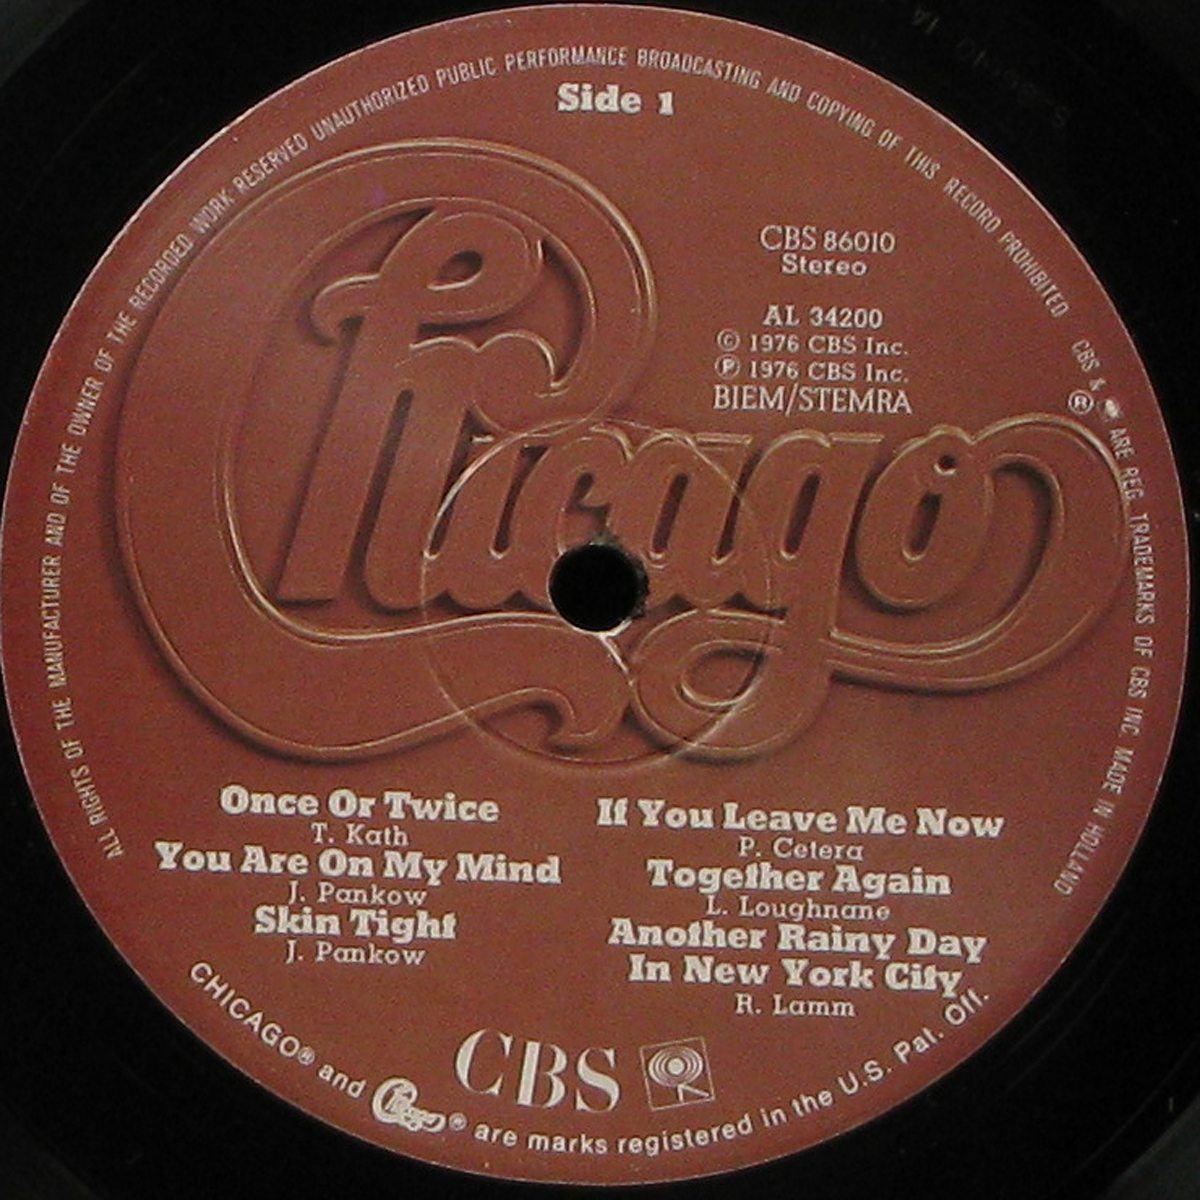 ALL RIGHTS OF THE MANUFACTURER AND OF THE OWNER OF THE RECORDED WORK RESERVED UNAUTHORIZED PUBLIC PERFORMANCE BROADCASTING AND COPYING OF THIS RECORD PROHIBITED
CBS & ARE REG. TRADEMARKS OF CBS INC. MADE IN HOLLAND
®
Side 1
Chicago
CBS 86010
Stereo
AL 34200
© 1976 CBS Inc.
℗ 1976 CBS Inc.
BIEM/STEMRA
Once Or Twice
T. Kath
You Are On My Mind
J. Pankow
Skin Tight
J. Pankow
If You Leave Me Now
P. Cetera
Together Again
L. Loughnane
Another Rainy Day
In New York City
R. Lamm
CBS
CHICAGO® and Chicago® are marks registered in the U.S. Pat. Off.